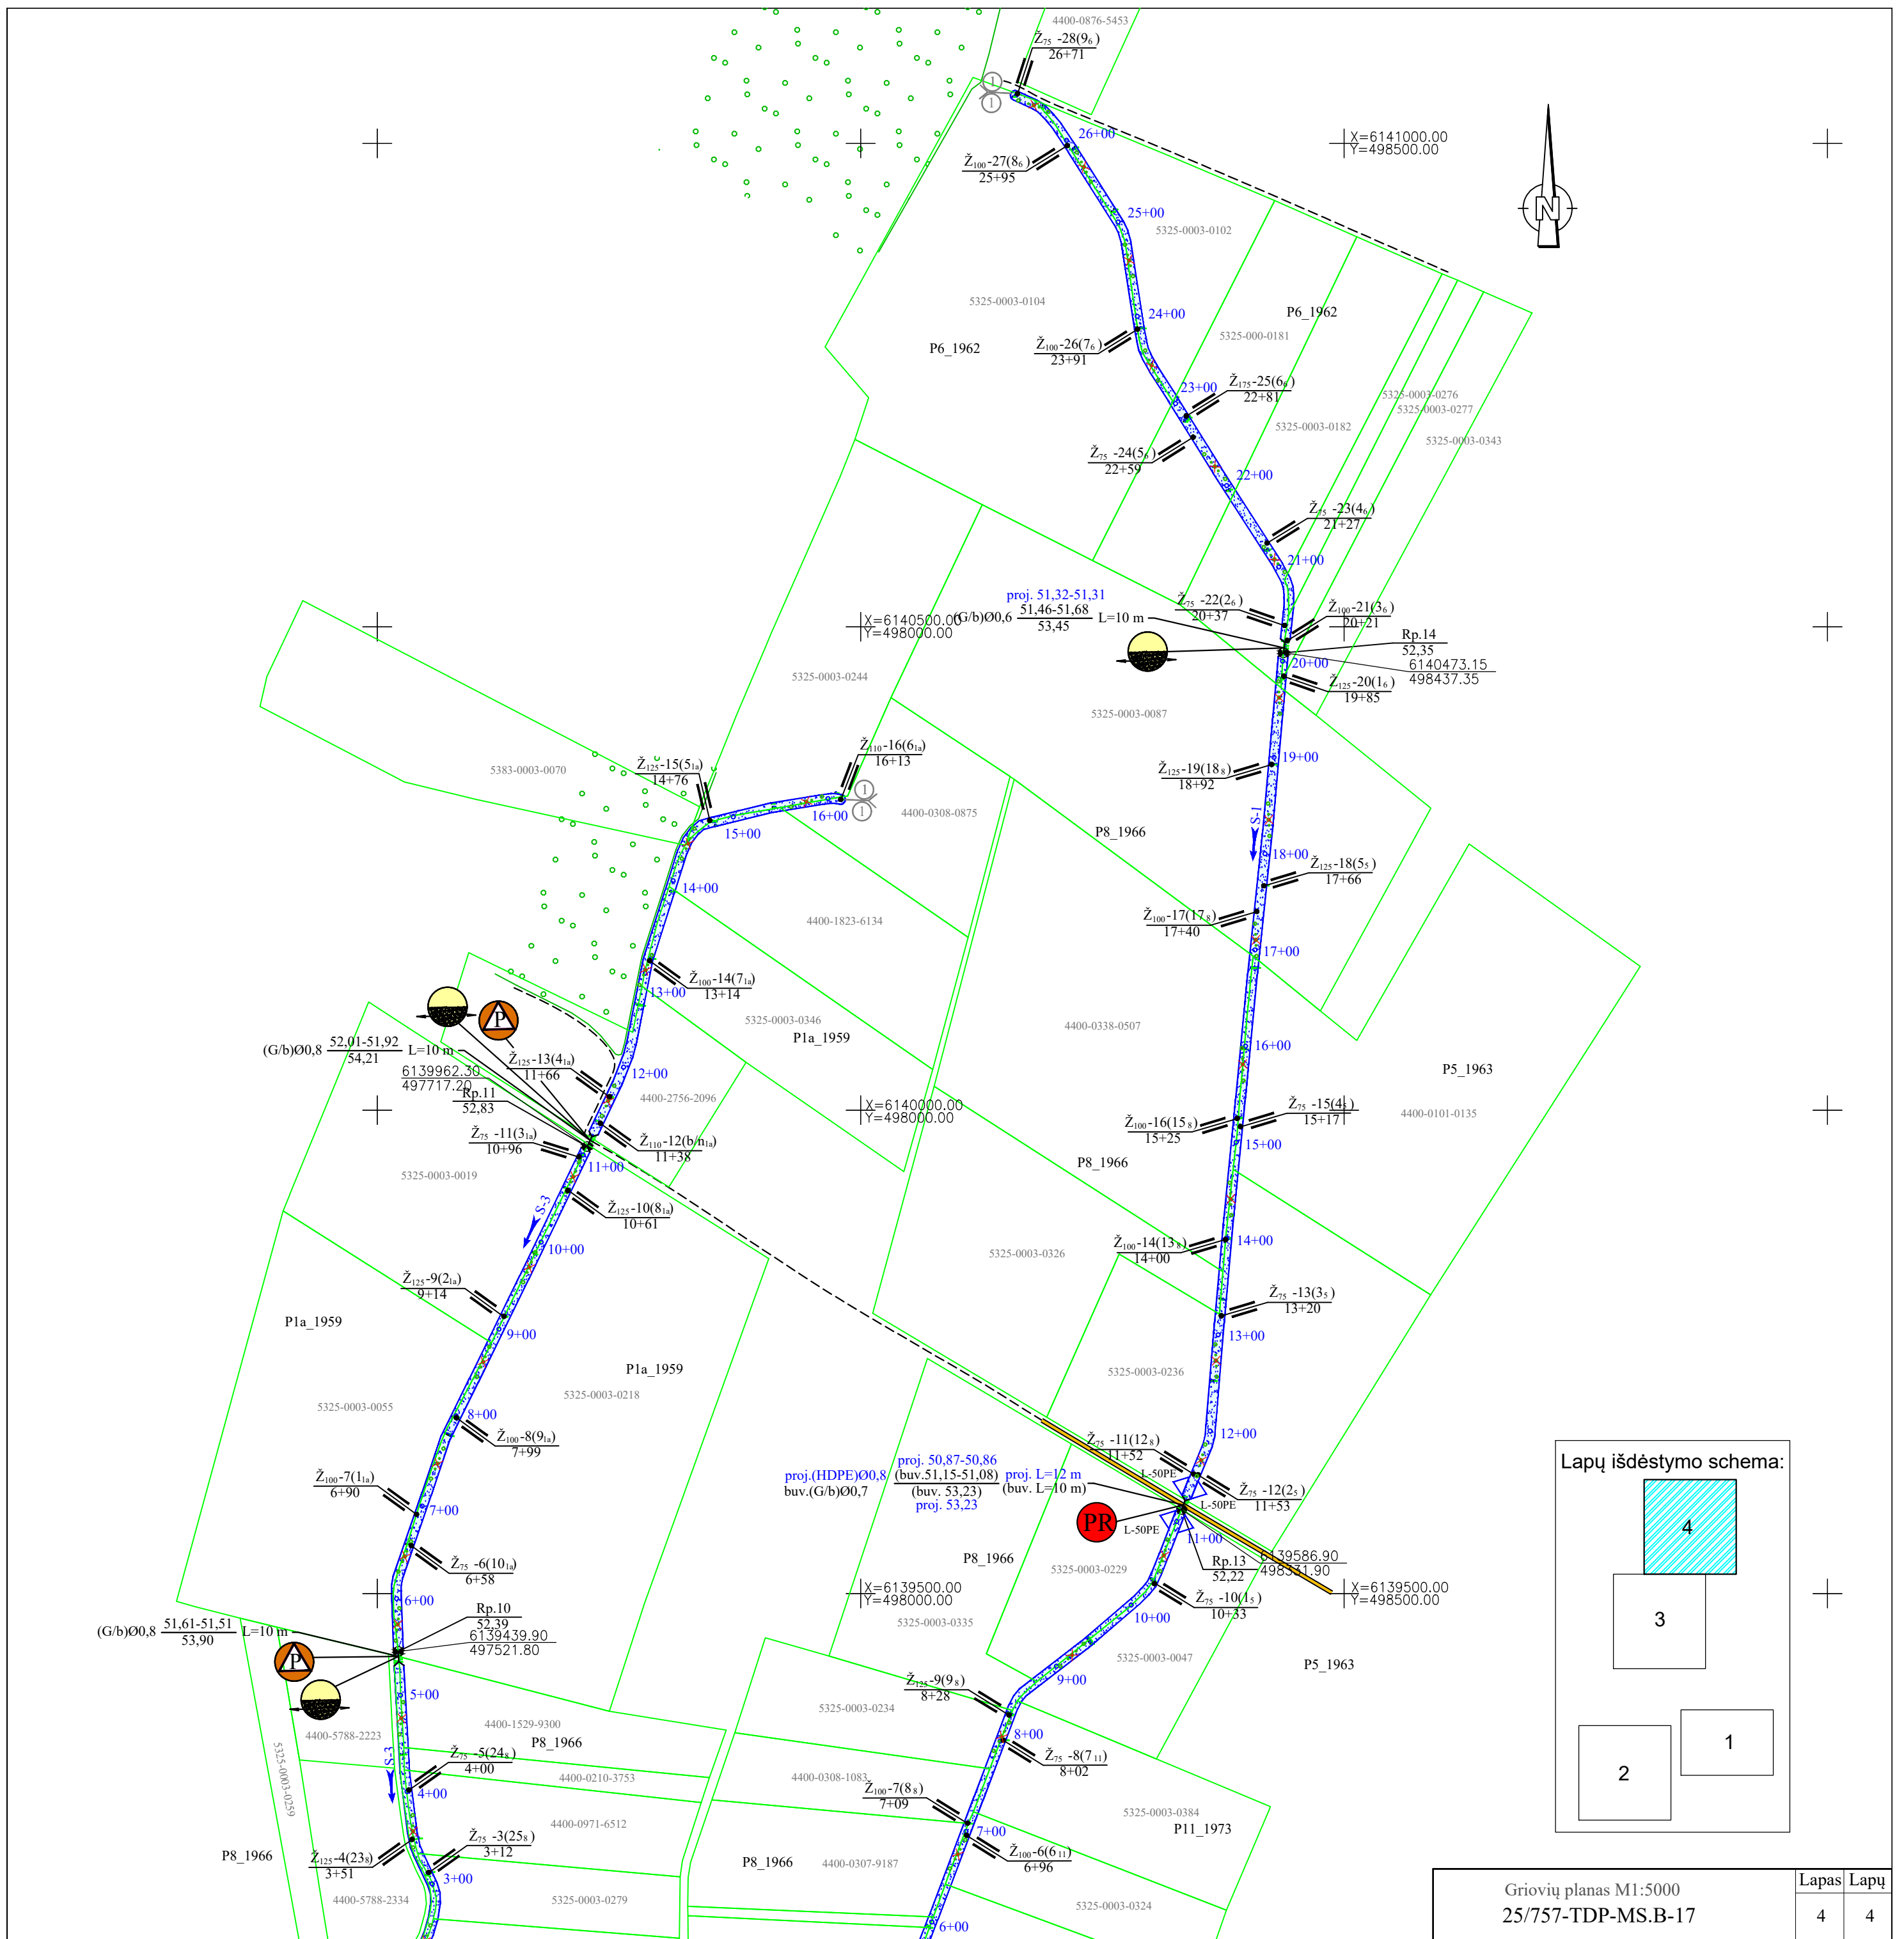 4400-0876-5453
Ž75 -28(96)
26+71
1
1
26+00
X=6141000.00
Y=498500.00
Ž100-27(86)
25+95
N
25+00
5325-0003-0102
5325-0003-0104
24+00
P6_1962
5325-000-0181
Ž100-26(76)
23+91
P6_1962
23+00
Ž175-25(66)
22+81
5325-0003-0276
5325-0003-0277
5325-0003-0182
5325-0003-0343
Ž75 -24(56)
22+59
22+00
Ž75 -23(46)
21+27
21+00
proj. 51,32-51,31
(G/b)Ø0,6 51,46-51,68 L=10 m
53,45
Ž75 -22(26)
20+37
Ž100-21(36)
20+21
X=6140500.00
Y=498000.00
Rp.14
52,35
20+00
6140473.15
498437.35
5325-0003-0244
Ž125-20(16)
19+85
5325-0003-0087
Ž110-16(61a)
16+13
Ž125-15(51a)
14+76
5383-0003-0070
19+00
Ž125-19(188)
18+92
1
1
16+00
4400-0308-0875
15+00
S-1
P8_1966
18+00
Ž125-18(55)
17+66
14+00
4400-1823-6134
Ž100-17(178)
17+40
17+00
Ž100-14(71a)
13+14
13+00
5325-0003-0346
P1a_1959
4400-0338-0507
P
(G/b)Ø0,8 52,01-51,92 L=10 m
54,21
16+00
Ž125-13(41a)
11+66
6139962.30
497717.20
12+00
P5_1963
Rp.11
52,83
4400-2756-2096
X=6140000.00
Y=498000.00
Ž75 -15(45)
15+17
4400-0101-0135
Ž100-16(158)
15+25
Ž75 -11(31a)
10+96
Ž110-12(b/n1a)
11+38
15+00
11+00
P8_1966
5325-0003-0019
Ž125-10(81a)
10+61
S-3
10+00
5325-0003-0326
Ž100-14(138)
14+00
14+00
Ž125-9(21a)
9+14
Ž75 -13(35)
13+20
P1a_1959
9+00
13+00
P1a_1959
5325-0003-0236
5325-0003-0218
5325-0003-0055
8+00
Ž100-8(91a)
7+99
12+00
Ž75 -11(128)
11+52
Lapų išdėstymo schema:
proj. 50,87-50,86
proj.(HDPE)Ø0,8 (buv.51,15-51,08) proj. L=12 m
buv.(G/b)Ø0,7 (buv. 53,23) (buv. L=10 m)
proj. 53,23
L-50PE
Ž75 -12(25)
11+53
Ž100-7(11a)
6+90
7+00
L-50PE
PR
L-50PE
11+00
4
Ž75 -6(101a)
6+58
P8_1966
5325-0003-0229
Rp.13
52,22
6139586.90
498331.90
X=6139500.00
Y=498000.00
X=6139500.00
Y=498500.00
6+00
Ž75 -10(15)
10+33
10+00
Rp.10
52,39
5325-0003-0335
3
(G/b)Ø0,8 51,61-51,51 L=10 m
53,90
6139439.90
497521.80
P
5325-0003-0047
P5_1963
9+00
Ž125-9(98)
8+28
5+00
5325-0003-0234
4400-5788-2223
4400-1529-9300
P8_1966
8+00
1
5325-0003-0259
S-3
Ž75 -5(248)
4+00
Ž75 -8(711)
8+02
2
4400-0210-3753
4400-0308-1083
Ž100-7(88)
7+09
4+00
4400-0971-6512
5325-0003-0384
P11_1973
7+00
Ž75 -3(258)
3+12
P8_1966
Ž125-4(238)
3+51
P8_1966
4400-0307-9187
Ž100-6(611)
6+96
3+00
4400-5788-2334
5325-0003-0279
5325-0003-0324
6+00
Griovių planas M1:5000
25/757-TDP-MS.B-17
Lapas Lapų
4 4